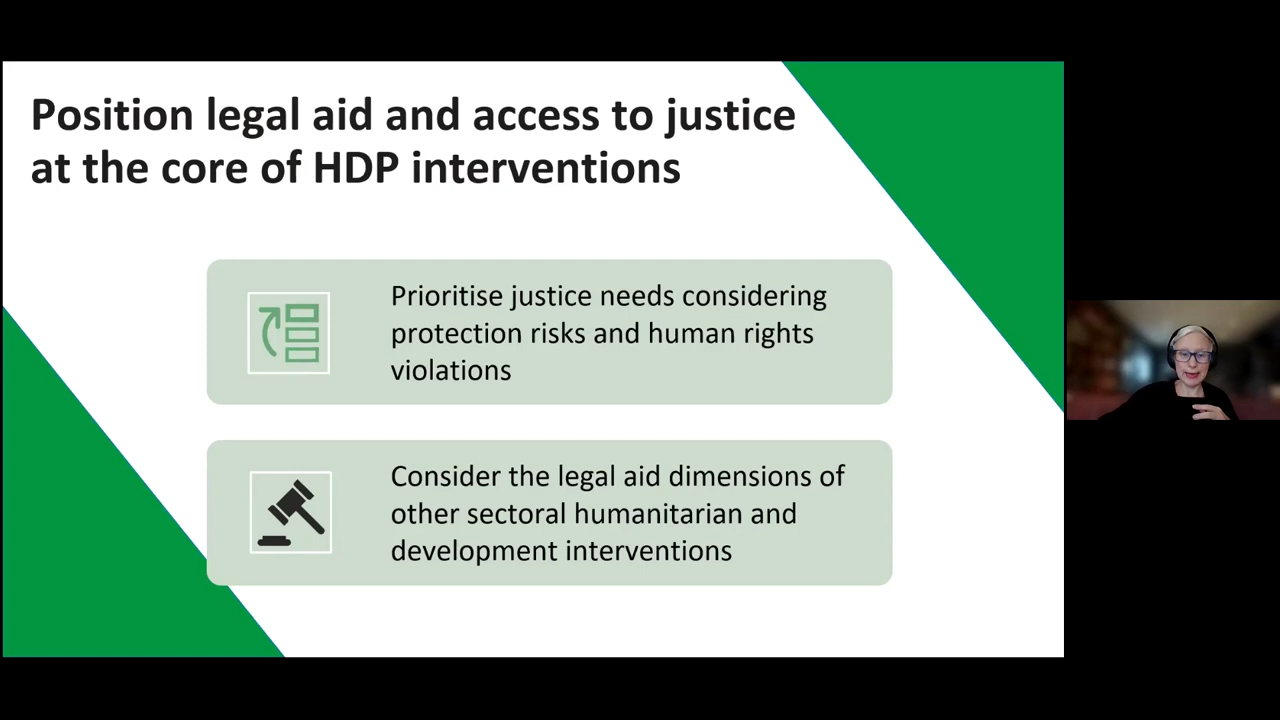 Position legal aid and access to justice
at the core of HDP interventions
Prioritise justice needs considering
protection risks and human rights
violations
Consider the legal aid dimensions of
other sectoral humanitarian and
development interventions